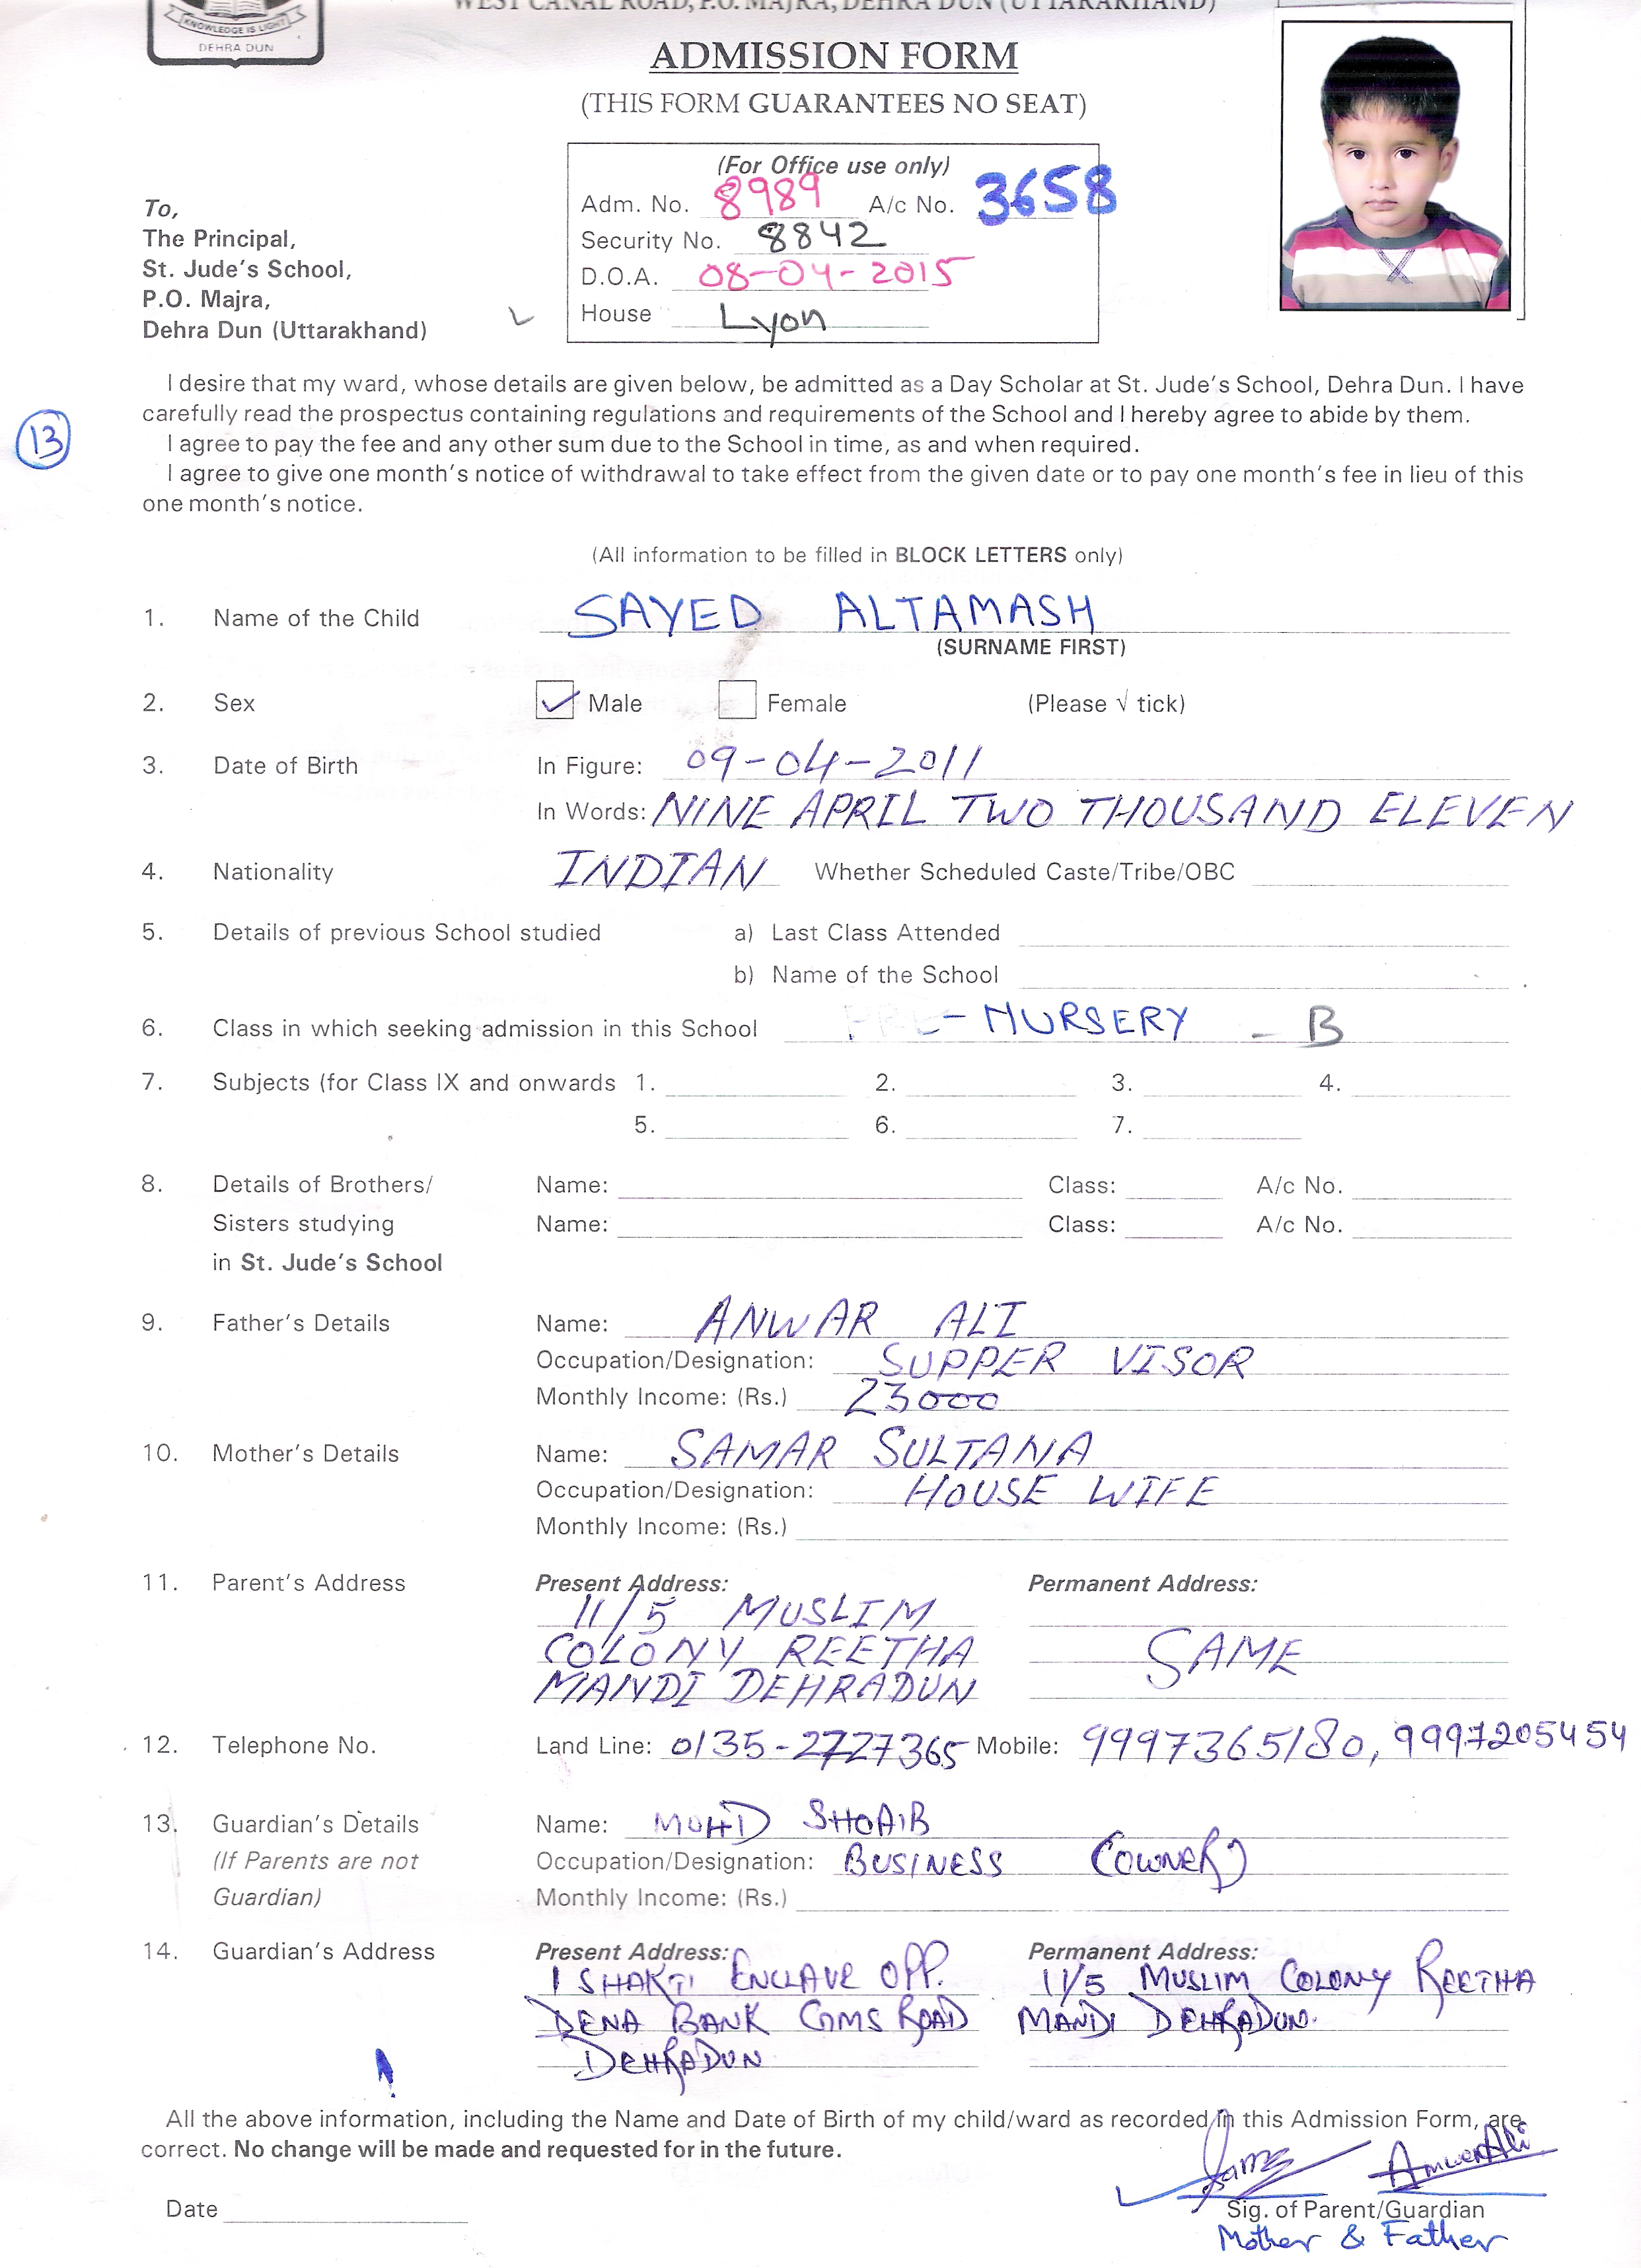 WEST CANAL ROAD, P.O. MAJRA, DEHRA DUN (UTTARAKHAND)
KNOWLEDGE IS LIGHT
DEHRA DUN
ADMISSION FORM
(THIS FORM GUARANTEES NO SEAT)
(For Office use only)
Adm. No. 8989 A/c No. 3658
Security No. 8842
D.O.A. 08-04-2015
House Lyon
To,
The Principal,
St. Jude's School,
P.O. Majra,
Dehra Dun (Uttarakhand)
I desire that my ward, whose details are given below, be admitted as a Day Scholar at St. Jude's School, Dehra Dun. I have
carefully read the prospectus containing regulations and requirements of the School and I hereby agree to abide by them.
13
I agree to pay the fee and any other sum due to the School in time, as and when required.
I agree to give one month's notice of withdrawal to take effect from the given date or to pay one month's fee in lieu of this
one month's notice.
(All information to be filled in BLOCK LETTERS only)
1. Name of the Child SAYED ALTAMASH
(SURNAME FIRST)
2. Sex ✓ Male Female (Please √ tick)
3. Date of Birth In Figure: 09-04-2011
In Words: NINE APRIL TWO THOUSAND ELEVEN
4. Nationality INDIAN Whether Scheduled Caste/Tribe/OBC
5. Details of previous School studied a) Last Class Attended
b) Name of the School
6. Class in which seeking admission in this School PRE-NURSERY - B
7. Subjects (for Class IX and onwards 1. 2. 3. 4.
5. 6. 7.
8. Details of Brothers/ Name: Class: A/c No.
Sisters studying Name: Class: A/c No.
in St. Jude's School
9. Father's Details Name: ANWAR ALI
Occupation/Designation: SUPPER VISOR
Monthly Income: (Rs.) 23000
10. Mother's Details Name: SAMAR SULTANA
Occupation/Designation: HOUSE WIFE
Monthly Income: (Rs.)
11. Parent's Address Present Address: Permanent Address:
11/5 MUSLIM
COLONY REETHA SAME
MANDI DEHRADUN
12. Telephone No. Land Line: 0135-2727365 Mobile: 9997365180, 9997205454
13. Guardian's Details Name: MOHD SHOAIB
(If Parents are not Occupation/Designation: BUSINESS (OWNER)
Guardian) Monthly Income: (Rs.)
14. Guardian's Address Present Address: Permanent Address:
1 SHAKTI ENCLAVE OPP. 11/5 MUSLIM COLONY REETHA
DENA BANK GMS ROAD MANDI DEHRADUN.
DEHRADUN
All the above information, including the Name and Date of Birth of my child/ward as recorded in this Admission Form, are
correct. No change will be made and requested for in the future.
Anwer Ali
Date Sig. of Parent/Guardian
Mother & Father